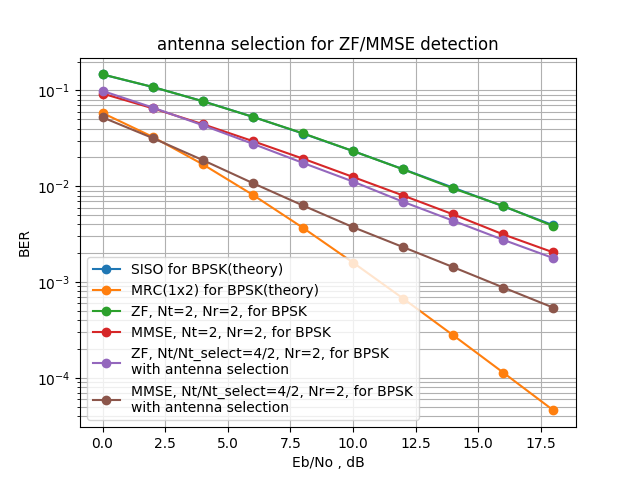 antenna selection for ZF/MMSE detection
BER
10⁻¹
10⁻²
10⁻³
10⁻⁴
SISO for BPSK(theory)
MRC(1x2) for BPSK(theory)
ZF, Nt=2, Nr=2, for BPSK
MMSE, Nt=2, Nr=2, for BPSK
ZF, Nt/Nt_select=4/2, Nr=2, for BPSK
with antenna selection
MMSE, Nt/Nt_select=4/2, Nr=2, for BPSK
with antenna selection
0.0 2.5 5.0 7.5 10.0 12.5 15.0 17.5
Eb/No , dB